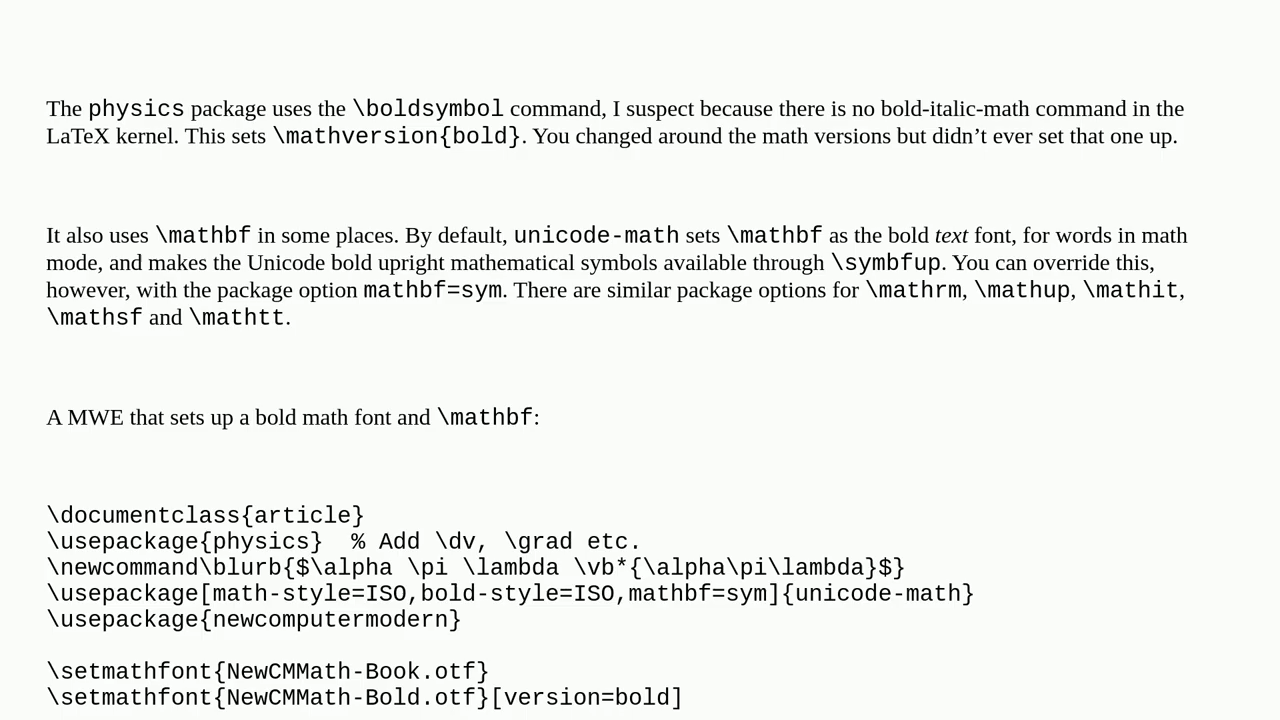 The physics package uses the \boldsymbol command, I suspect because there is no bold-italic-math command in the
LaTeX kernel. This sets \mathversion{bold}. You changed around the math versions but didn’t ever set that one up.
It also uses \mathbf in some places. By default, unicode-math sets \mathbf as the bold text font, for words in math
mode, and makes the Unicode bold upright mathematical symbols available through \symbfup. You can override this,
however, with the package option mathbf=sym. There are similar package options for \mathrm, \mathup, \mathit,
\mathsf and \mathtt.
A MWE that sets up a bold math font and \mathbf:
\documentclass{article}
\usepackage{physics}  % Add \dv, \grad etc.
\newcommand\blurb{$\alpha \pi \lambda \vb*{\alpha\pi\lambda}$}
\usepackage[math-style=ISO,bold-style=ISO,mathbf=sym]{unicode-math}
\usepackage{newcomputermodern}
\setmathfont{NewCMMath-Book.otf}
\setmathfont{NewCMMath-Bold.otf}[version=bold]